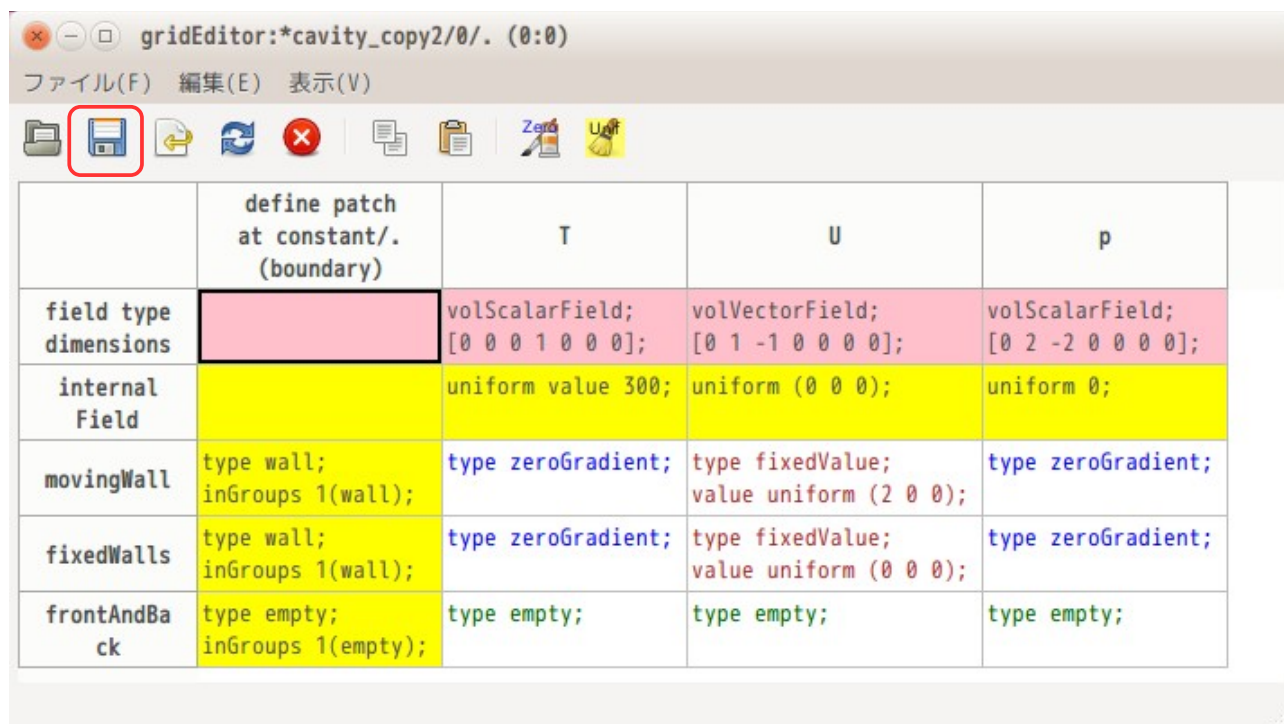 gridEditor:*cavity_copy2/0/. (0:0)
ファイル(F) 編集(E) 表示(V)
Zero Unif
define patch
at constant/.
(boundary)
T
U
p
field type
dimensions
volScalarField;
[0 0 0 1 0 0 0];
volVectorField;
[0 1 -1 0 0 0 0];
volScalarField;
[0 2 -2 0 0 0 0];
internal
Field
uniform value 300;
uniform (0 0 0);
uniform 0;
movingWall
type wall;
inGroups 1(wall);
type zeroGradient;
type fixedValue;
value uniform (2 0 0);
type zeroGradient;
fixedWalls
type wall;
inGroups 1(wall);
type zeroGradient;
type fixedValue;
value uniform (0 0 0);
type zeroGradient;
frontAndBa
ck
type empty;
inGroups 1(empty);
type empty;
type empty;
type empty;